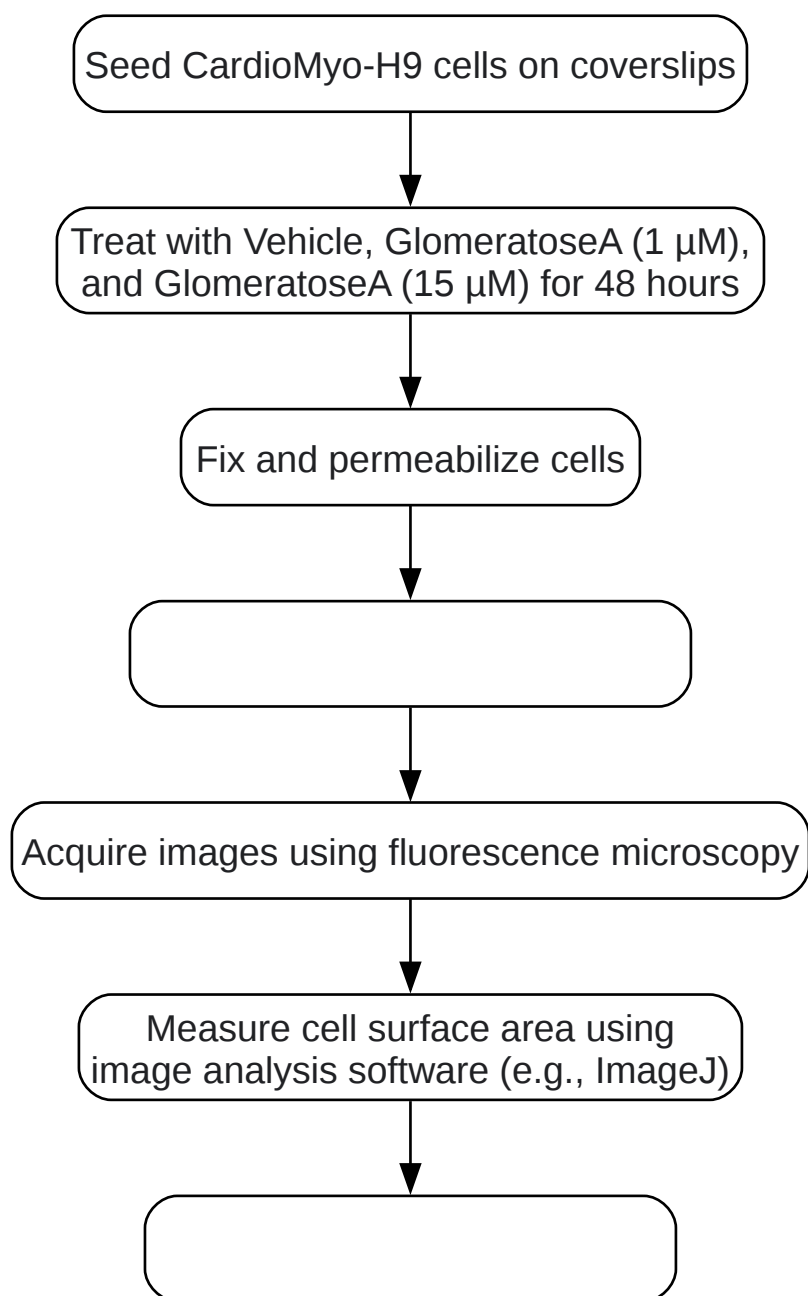 Seed CardioMyo-H9 cells on coverslips
Treat with Vehicle, GlomeratoseA (1 µM),
and GlomeratoseA (15 µM) for 48 hours
Fix and permeabilize cells
Acquire images using fluorescence microscopy
Measure cell surface area using
image analysis software (e.g., ImageJ)